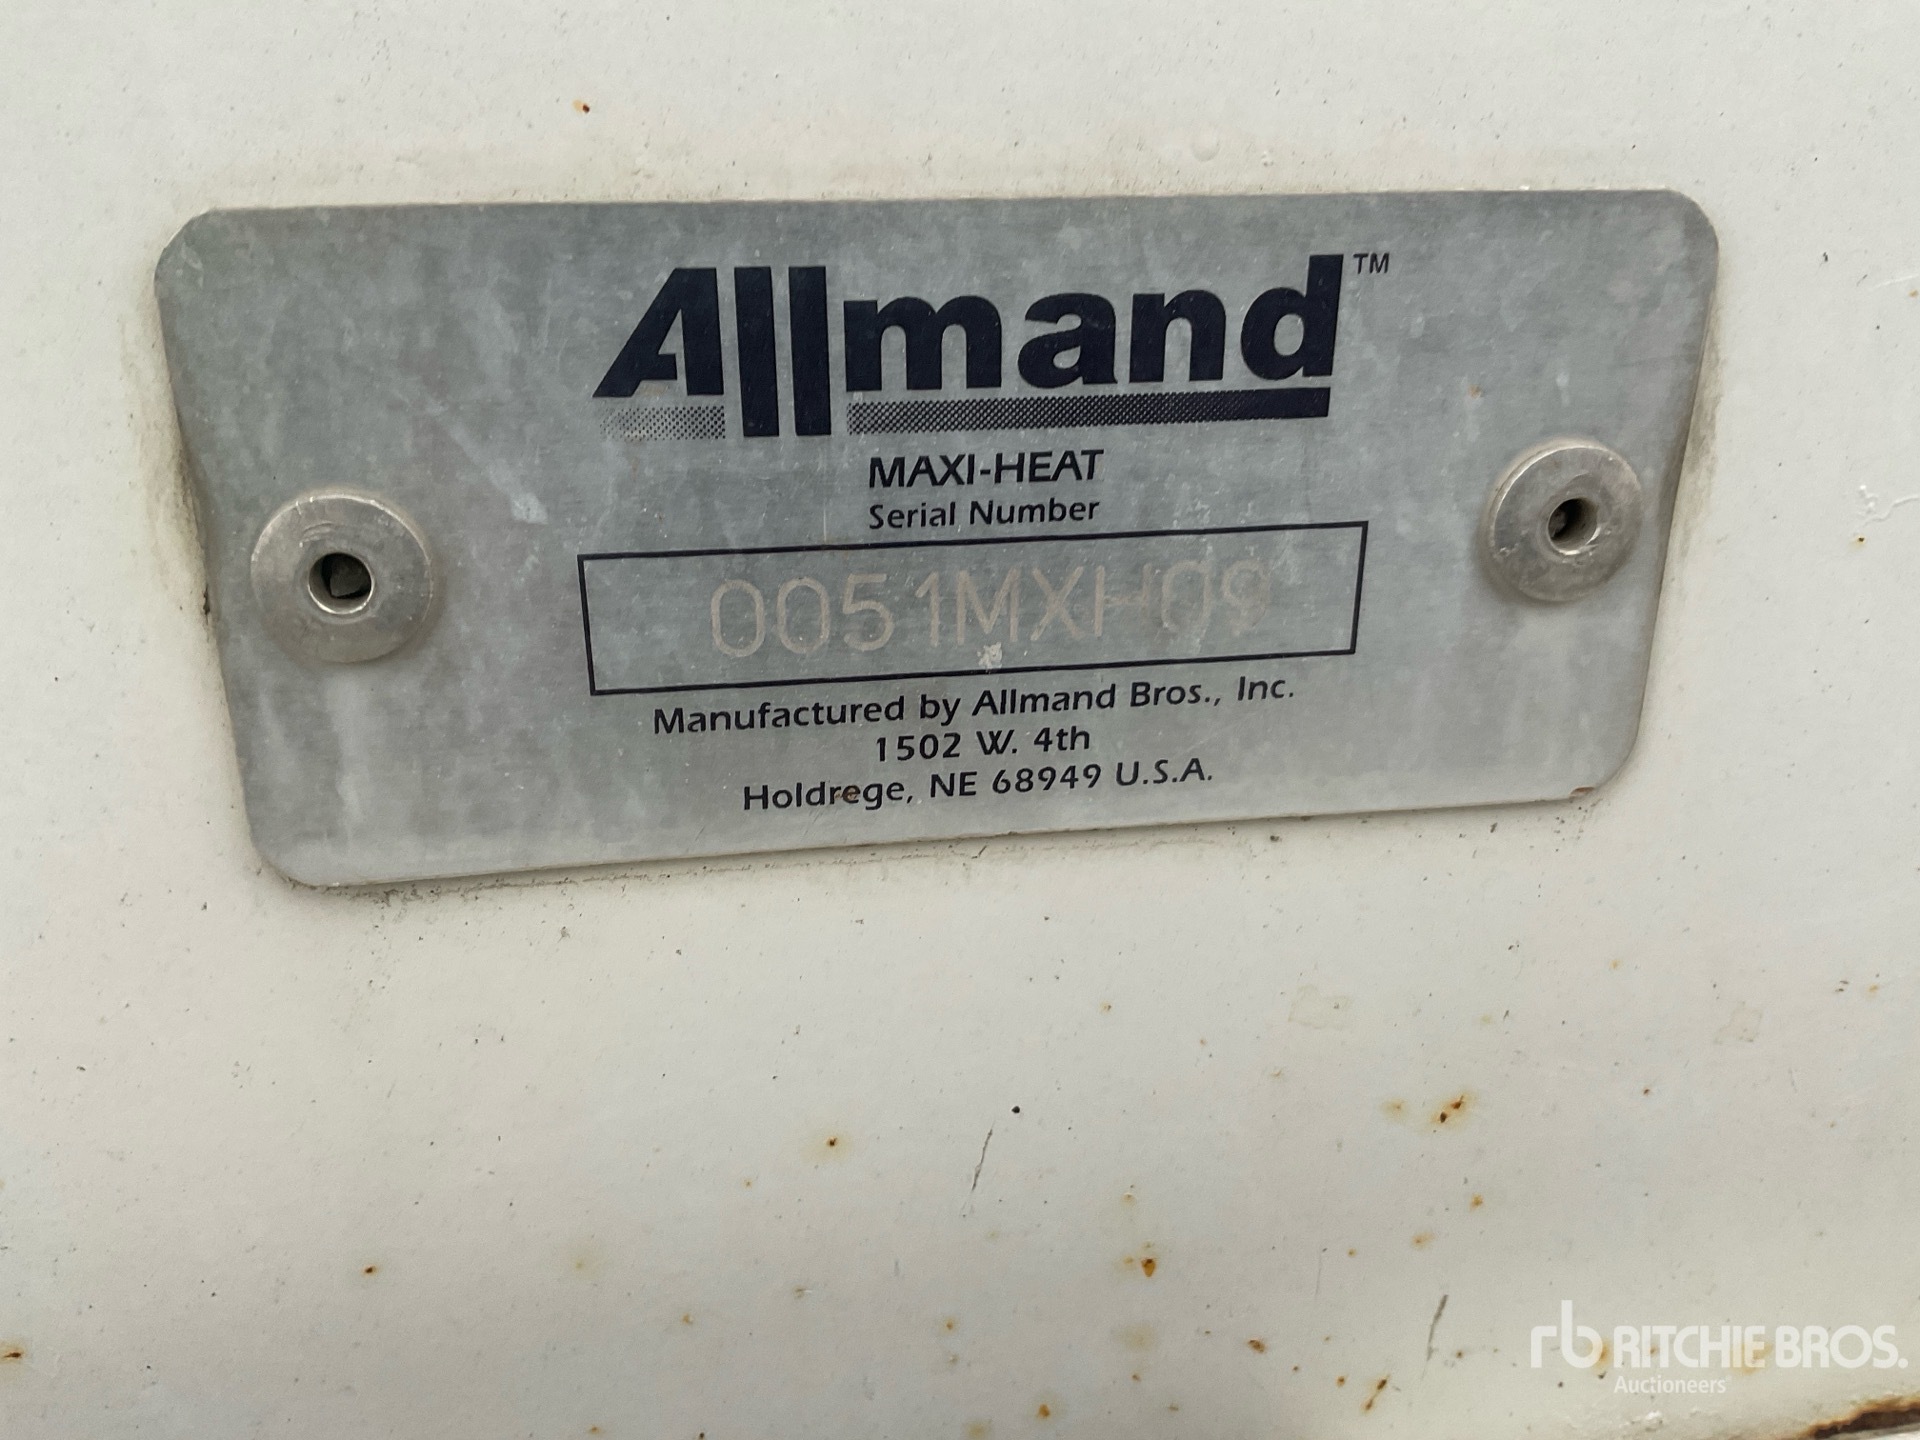 Allmand™
MAXI-HEAT
Serial Number
0051MXH09
Manufactured by Allmand Bros., Inc.
1502 W. 4th
Holdrege, NE 68949 U.S.A.
rb RITCHIE BROS.
Auctioneers